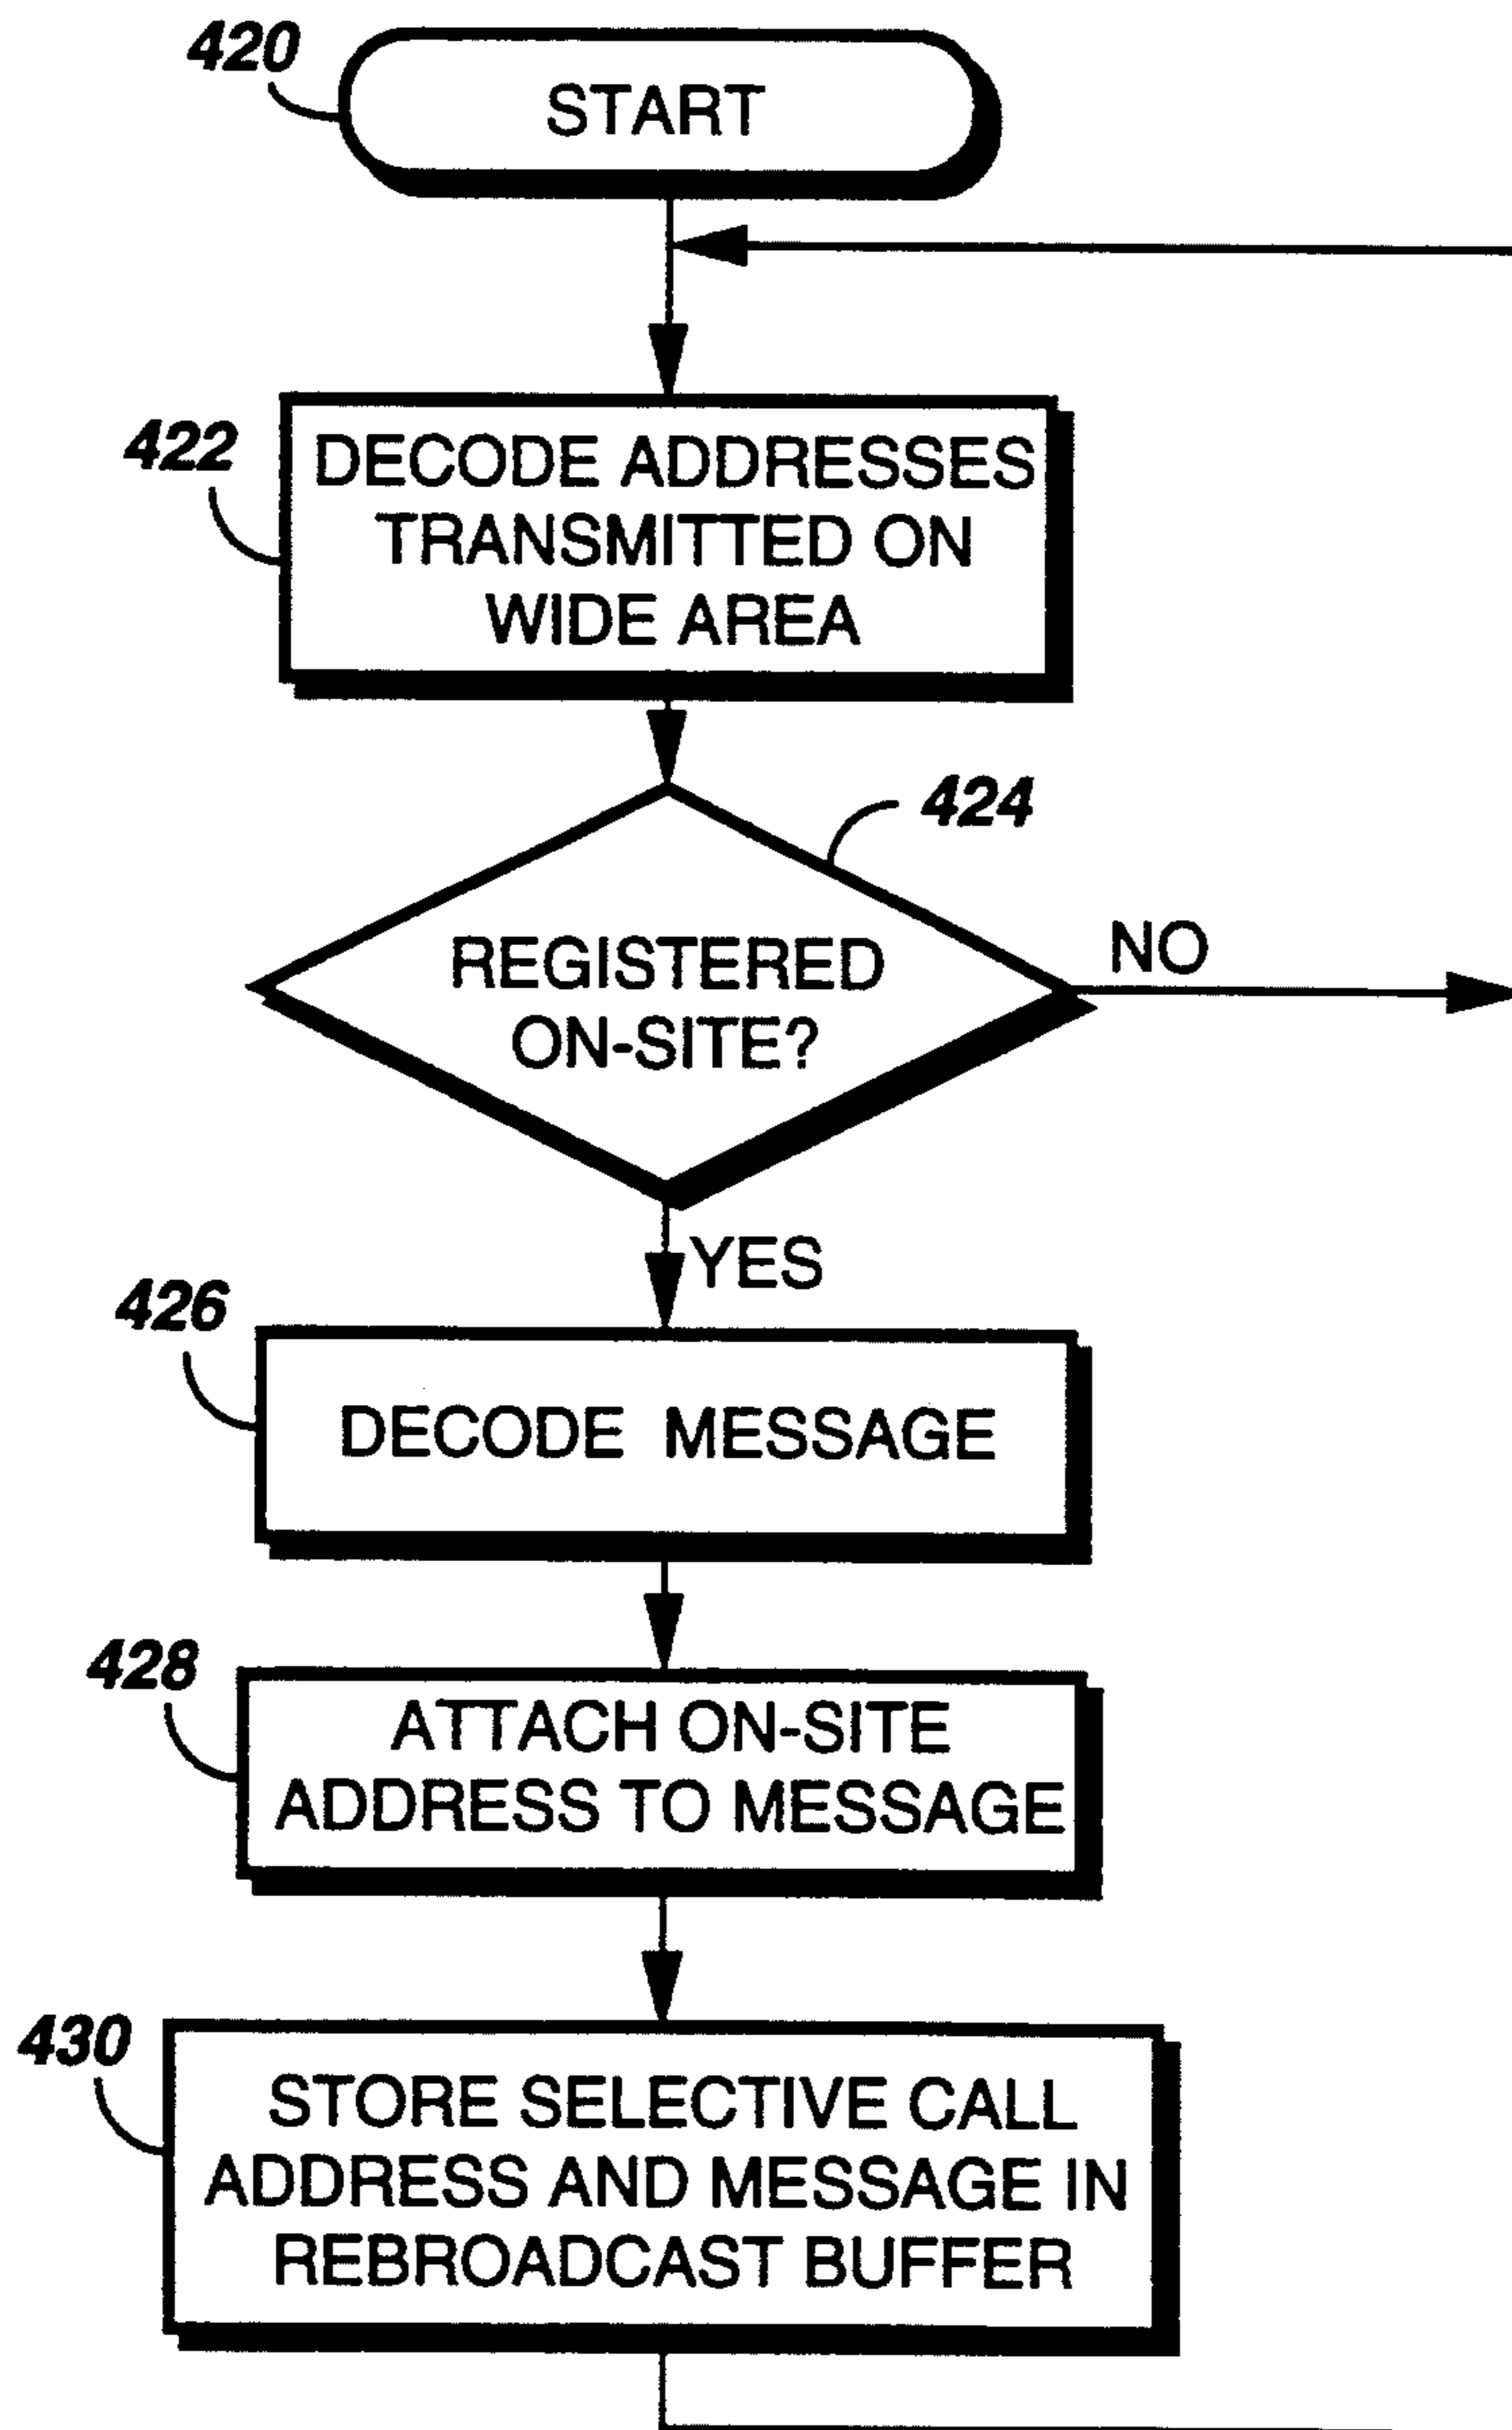 420
START
422
DECODE ADDRESSES
TRANSMITTED ON
WIDE AREA
424
REGISTERED
ON-SITE?
NO
YES
426
DECODE MESSAGE
428
ATTACH ON-SITE
ADDRESS TO MESSAGE
430
STORE SELECTIVE CALL
ADDRESS AND MESSAGE IN
REBROADCAST BUFFER